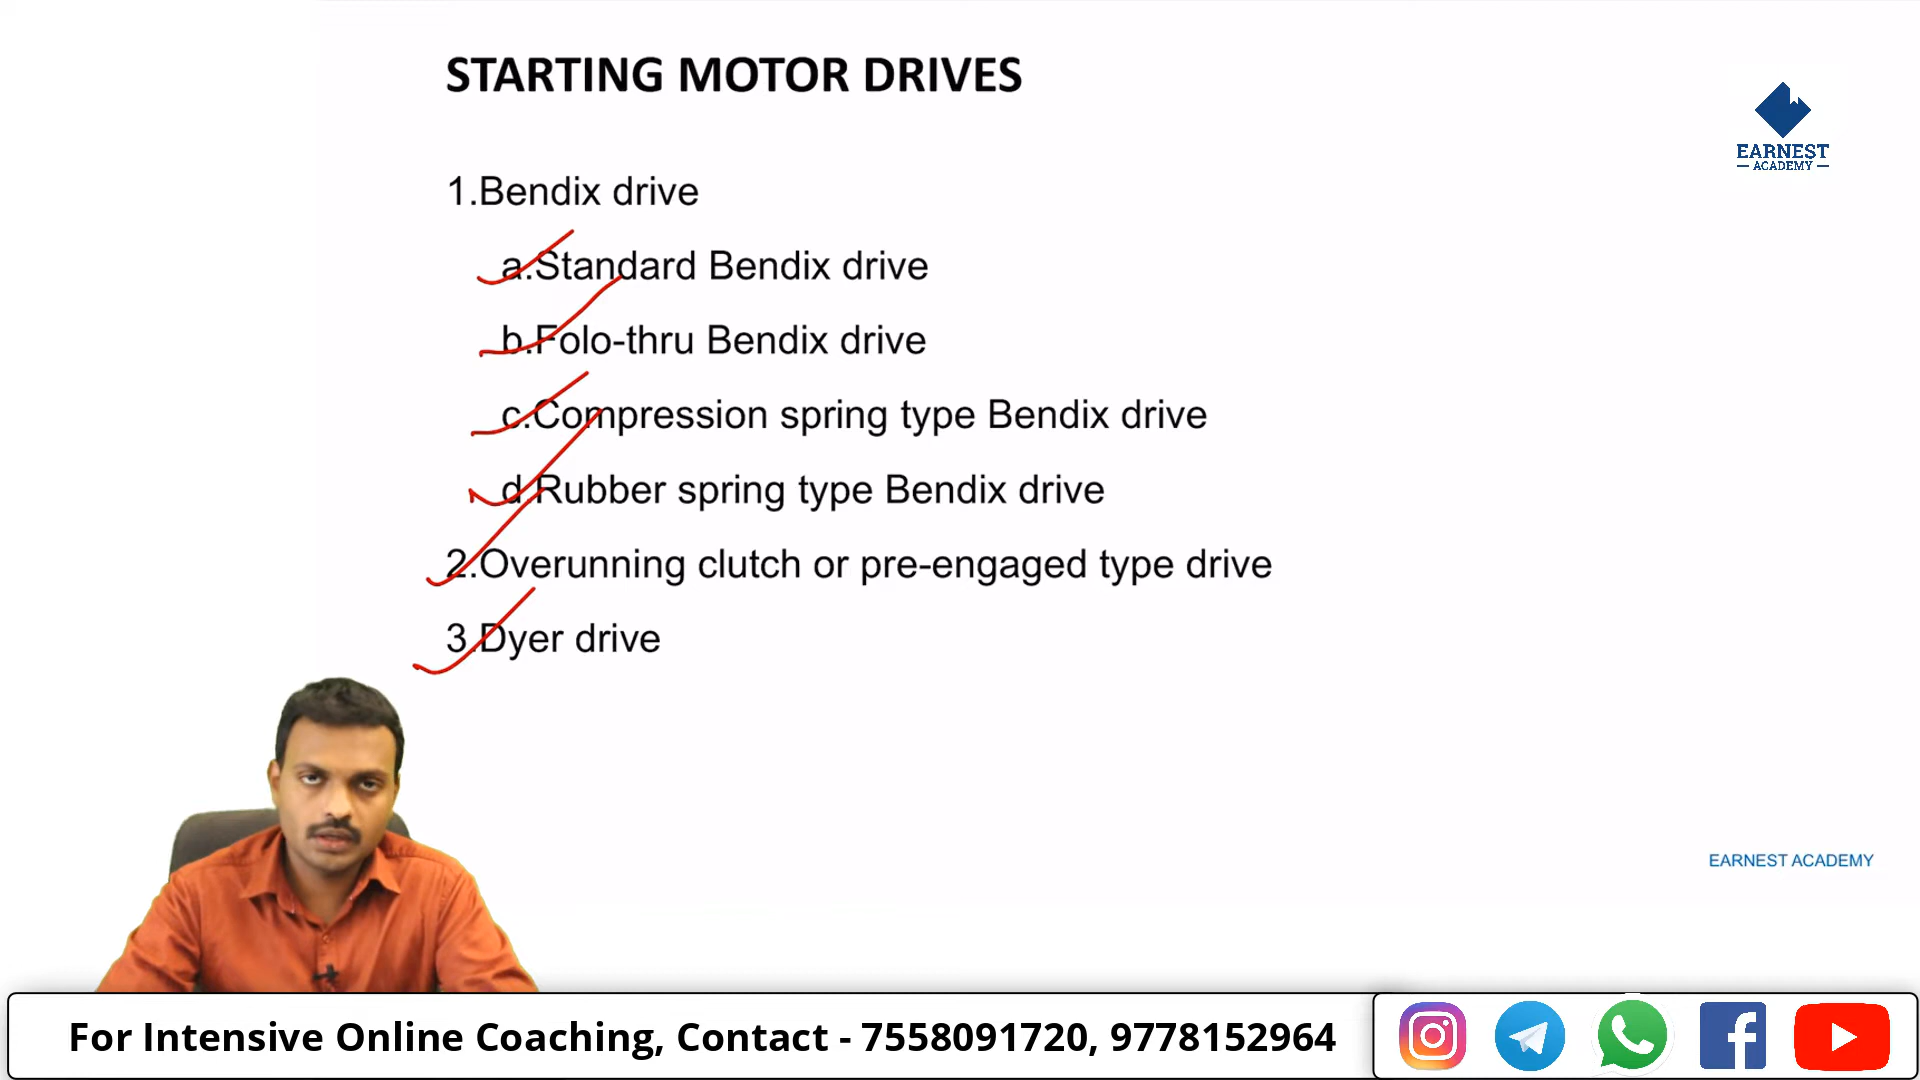 STARTING MOTOR DRIVES
EARNEST
ACADEMY
1.Bendix drive
a.Standard Bendix drive
b.Folo-thru Bendix drive
c.Compression spring type Bendix drive
d.Rubber spring type Bendix drive
2.Overunning clutch or pre-engaged type drive
3.Dyer drive
EARNEST ACADEMY
For Intensive Online Coaching, Contact - 7558091720, 9778152964